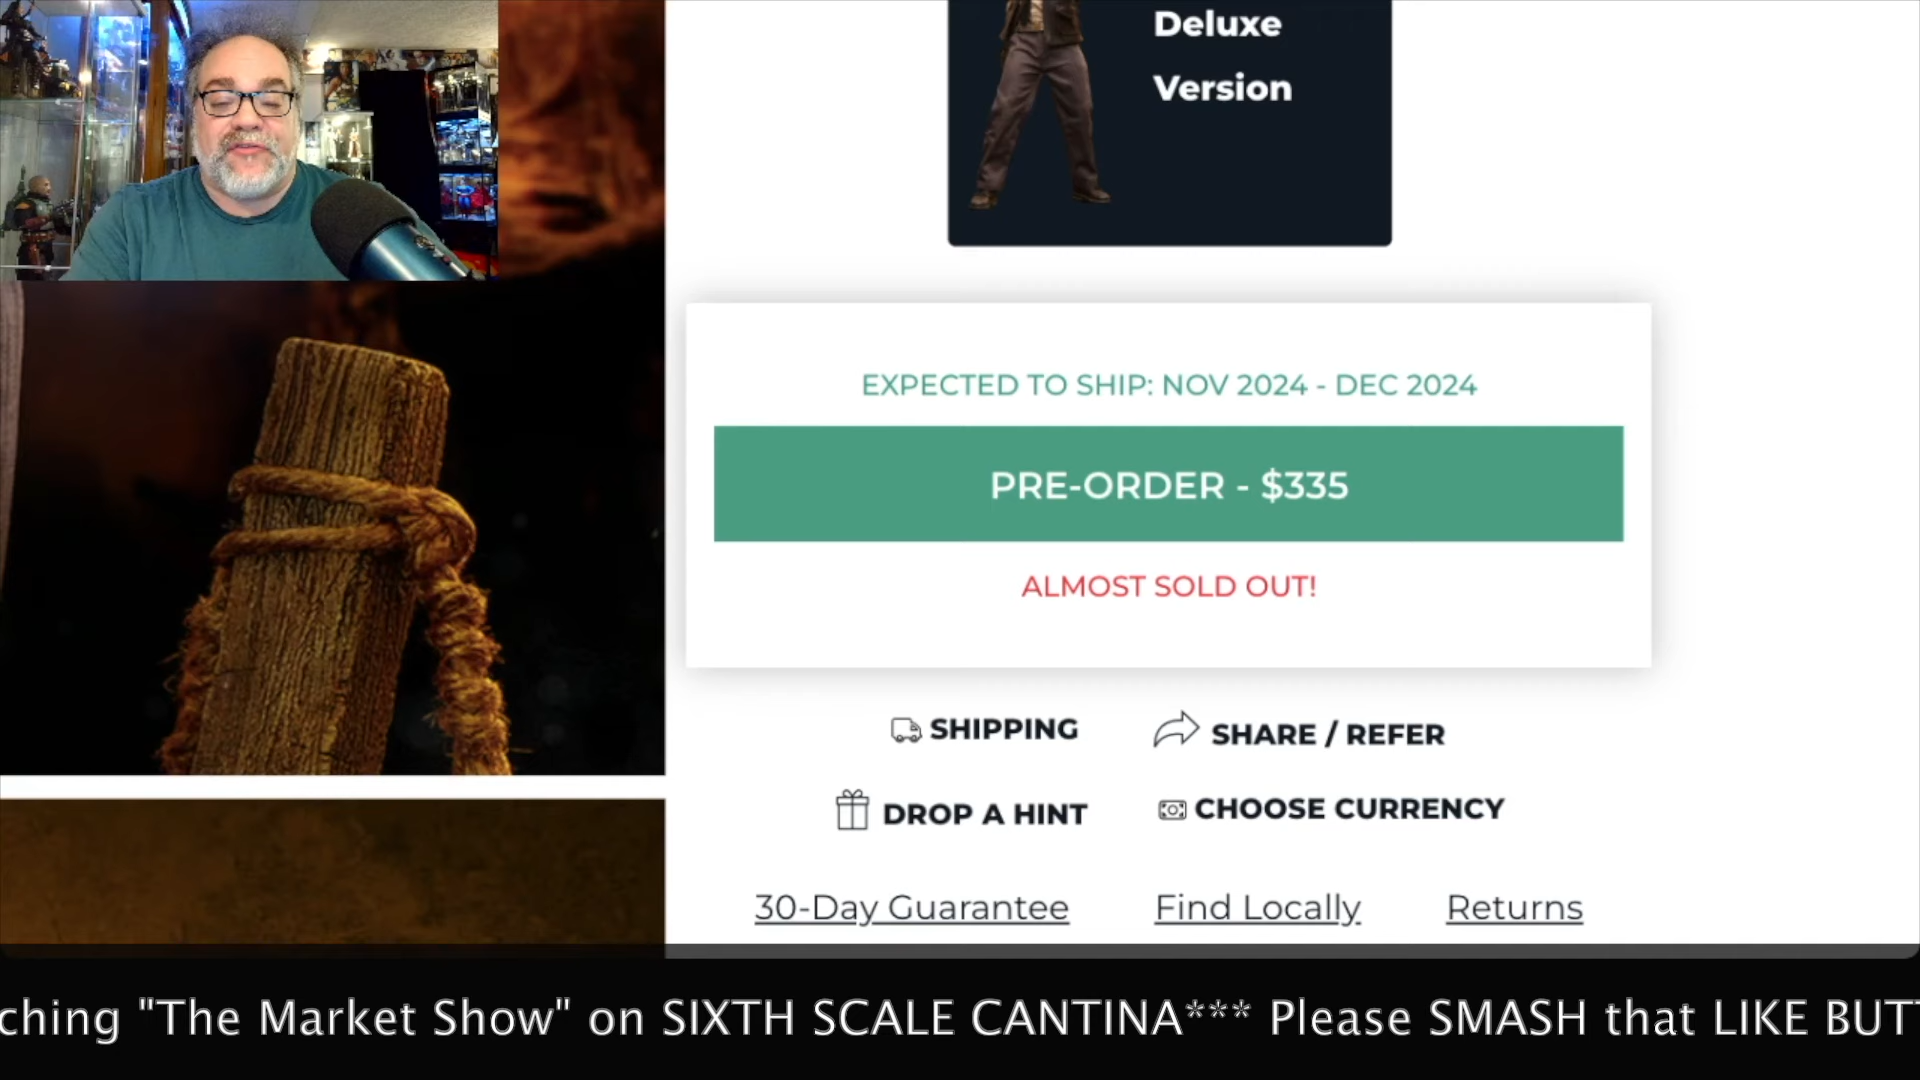 Deluxe
Version
EXPECTED TO SHIP: NOV 2024 - DEC 2024
PRE-ORDER - $335
ALMOST SOLD OUT!
SHIPPING
SHARE / REFER
DROP A HINT
CHOOSE CURRENCY
30-Day Guarantee
Find Locally
Returns
ching "The Market Show" on SIXTH SCALE CANTINA*** Please SMASH that LIKE BUT